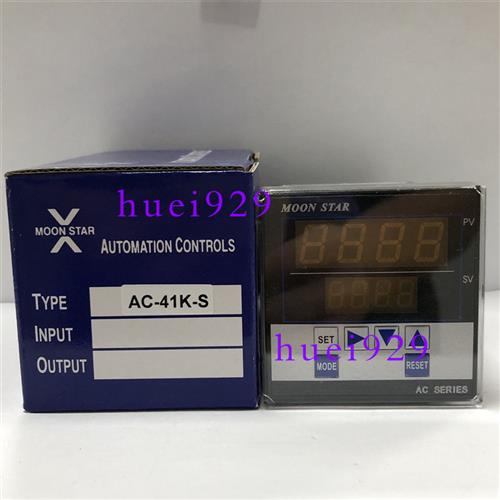 MOON STAR
AUTOMATION CONTROLS
TYPE AC-41K-S
INPUT
OUTPUT
huei929
MOON STAR
PV
SV
SET
MODE
RESET
AC SERIES
huei929